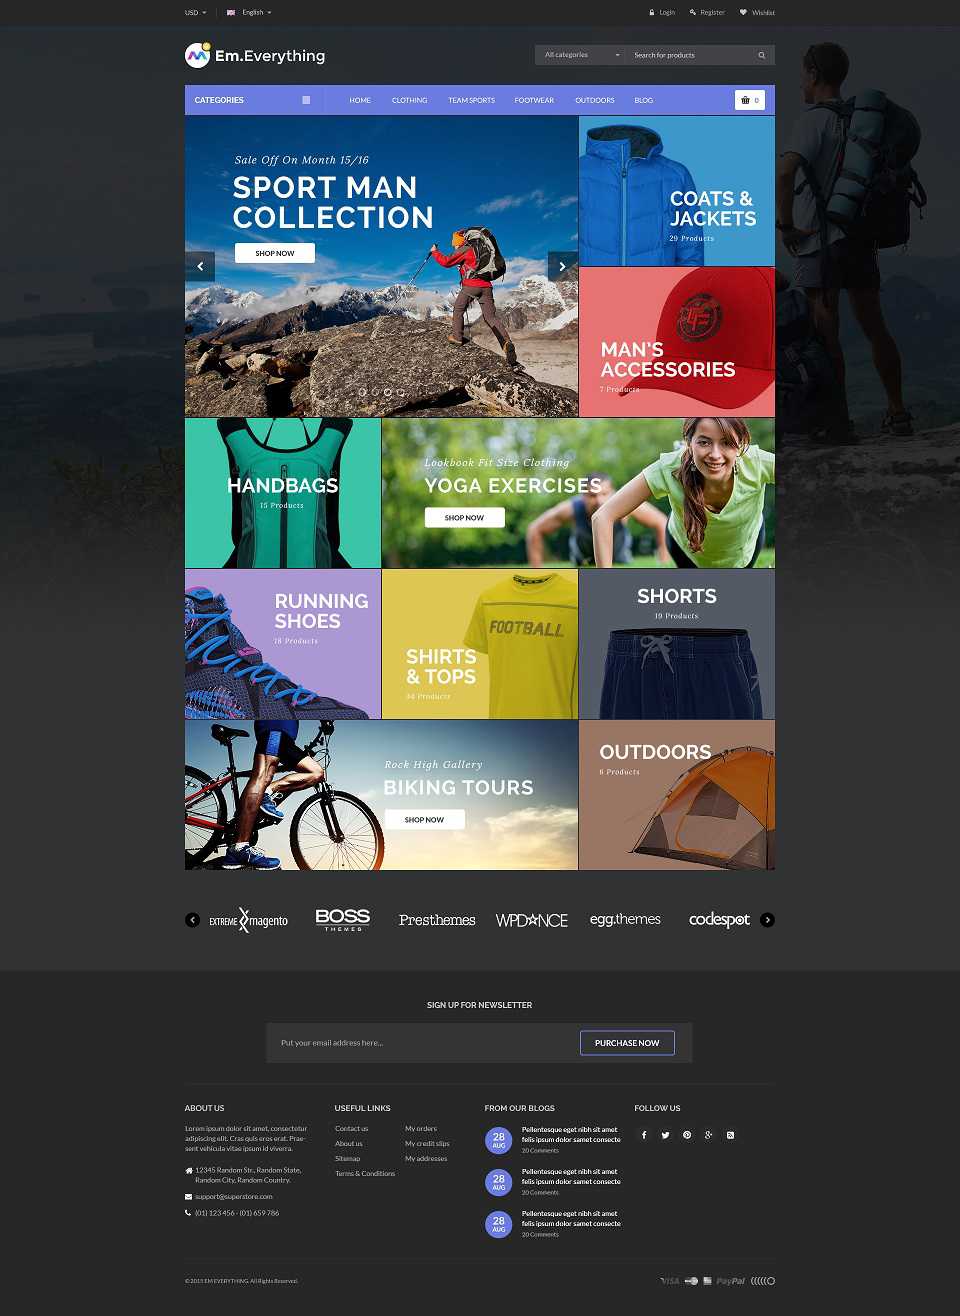 USD
English
Login
Register
Wishlist
Em.Everything
All categories
Search for products
CATEGORIES
HOME
CLOTHING
TEAM SPORTS
FOOTWEAR
OUTDOORS
BLOG
0
Sale Off On Month 15/16
SPORT MAN
COLLECTION
SHOP NOW
COATS &
JACKETS
29 Products
MAN'S
ACCESSORIES
7 Products
HANDBAGS
15 Products
Lookbook Fit Size Clothing
YOGA EXERCISES
SHOP NOW
RUNNING
SHOES
18 Products
FOOTBALL
SHIRTS
& TOPS
34 Products
SHORTS
19 Products
Rock High Gallery
BIKING TOURS
SHOP NOW
OUTDOORS
6 Products
EXTREME magento
BOSS
THEMES
Presthemes
WPDANCE
egg.themes
codespot
SIGN UP FOR NEWSLETTER
Put your email address here...
PURCHASE NOW
ABOUT US
Lorem ipsum dolor sit amet, consectetur
adipiscing elit. Cras quis eros erat. Prae-
sent vehicula vitae ipsum id viverra.
12345 Random Str., Random State,
Random City, Random Country.
support@superstore.com
(01) 123 456 - (01) 659 786
USEFUL LINKS
Contact us
About us
Sitemap
Terms & Conditions
My orders
My credit slips
My addresses
FROM OUR BLOGS
28
AUG
Pellentesque eget nibh sit amet
felis ipsum dolor samet consecte
20 Comments
28
AUG
Pellentesque eget nibh sit amet
felis ipsum dolor samet consecte
20 Comments
28
AUG
Pellentesque eget nibh sit amet
felis ipsum dolor samet consecte
20 Comments
FOLLOW US
© 2015 EM EVERYTHING. All Rights Reserved.
VISA
PayPal